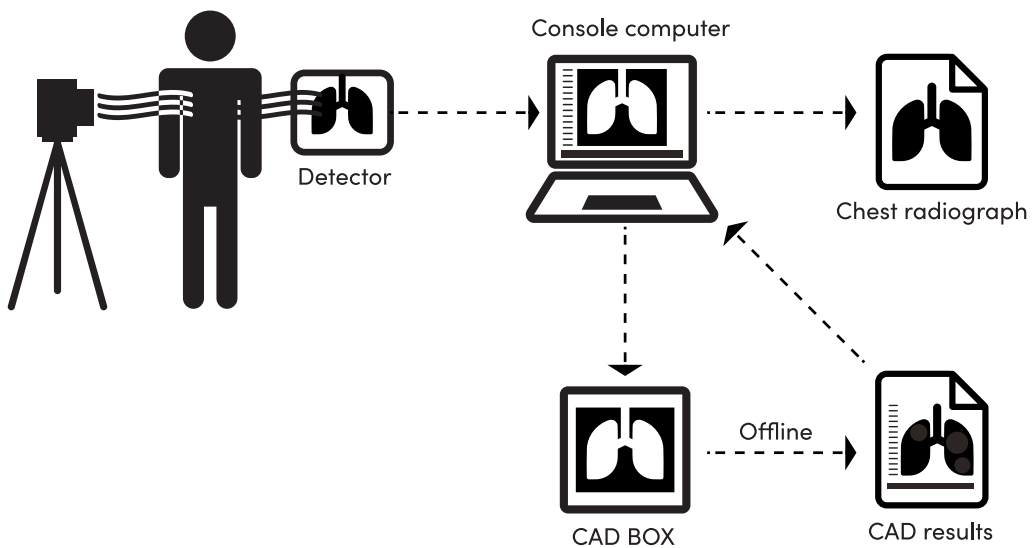 Console computer
Detector
Chest radiograph
Offline
CAD BOX
CAD results